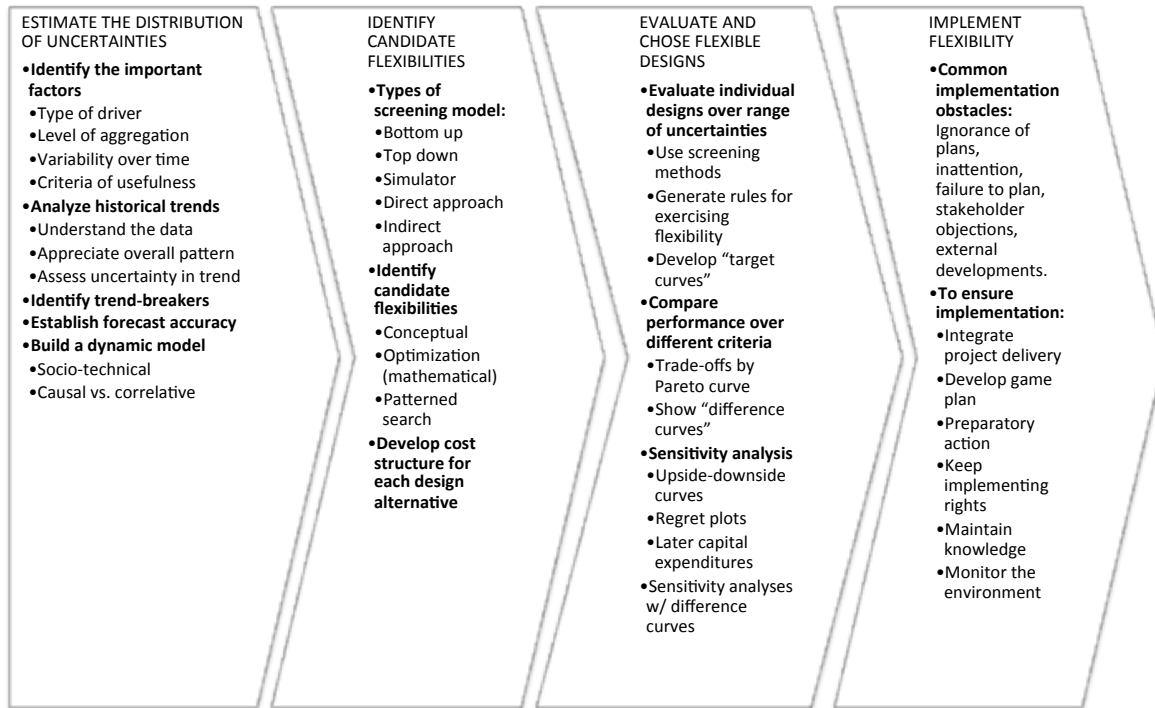 ESTIMATE THE DISTRIBUTION
OF UNCERTAINTIES
•Identify the important
factors
•Type of driver
•Level of aggregation
•Variability over time
•Criteria of usefulness
•Analyze historical trends
•Understand the data
•Appreciate overall pattern
•Assess uncertainty in trend
•Identify trend-breakers
•Establish forecast accuracy
•Build a dynamic model
•Socio-technical
•Causal vs. correlative
IDENTIFY
CANDIDATE
FLEXIBILITIES
•Types of
screening model:
•Bottom up
•Top down
•Simulator
•Direct approach
•Indirect
approach
•Identify
candidate
flexibilities
•Conceptual
•Optimization
(mathematical)
•Patterned
search
•Develop cost
structure for
each design
alternative
EVALUATE AND
CHOSE FLEXIBLE
DESIGNS
•Evaluate individual
designs over range
of uncertainties
•Use screening
methods
•Generate rules for
exercising
flexibility
•Develop “target
curves”
•Compare
performance over
different criteria
•Trade-offs by
Pareto curve
•Show “difference
curves”
•Sensitivity analysis
•Upside-downside
curves
•Regret plots
•Later capital
expenditures
•Sensitivity analyses
w/ difference
curves
IMPLEMENT
FLEXIBILITY
•Common
implementation
obstacles:
Ignorance of
plans,
inattention,
failure to plan,
stakeholder
objections,
external
developments.
•To ensure
implementation:
•Integrate
project delivery
•Develop game
plan
•Preparatory
action
•Keep
implementing
rights
•Maintain
knowledge
•Monitor the
environment